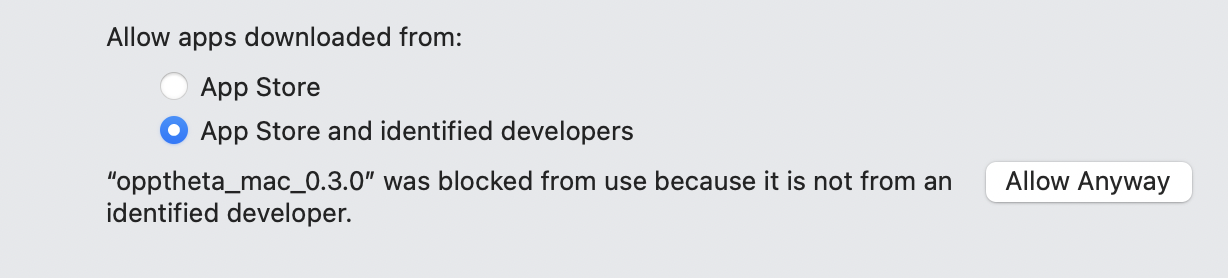 Allow apps downloaded from:
App Store
App Store and identified developers
“opptheta_mac_0.3.0” was blocked from use because it is not from an
identified developer.
Allow Anyway